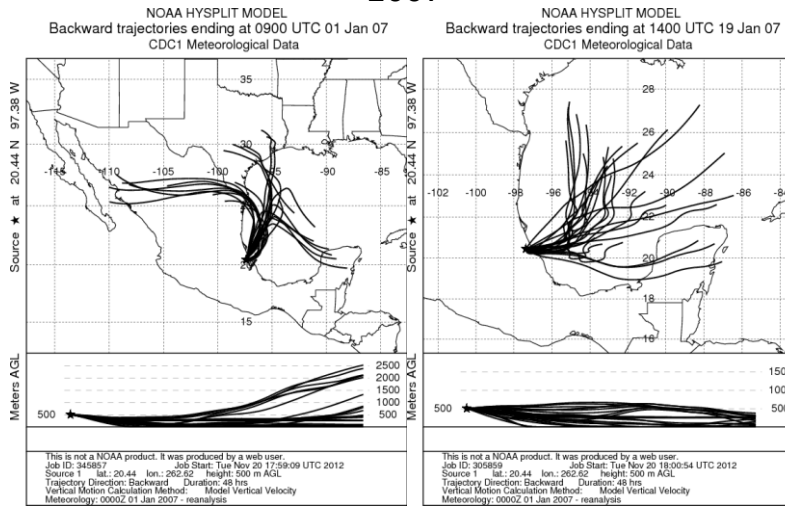 2007
NOAA HYSPLIT MODEL
Backward trajectories ending at 0900 UTC 01 Jan 07
CDC1 Meteorological Data
Source ★ at 20.44 N 97.38 W
35
30
-115 -110 -105 -100 -95 -90 -85
20
15
Meters AGL
2500
2000
1500
1000
500
500
This is not a NOAA product. It was produced by a web user.
Job ID: 345857 Job Start: Tue Nov 20 17:59:09 UTC 2012
Source 1 lat.: 20.44 lon.: 262.62 height: 500 m AGL
Trajectory Direction: Backward Duration: 48 hrs
Vertical Motion Calculation Method: Model Vertical Velocity
Meteorology: 0000Z 01 Jan 2007 - reanalysis
NOAA HYSPLIT MODEL
Backward trajectories ending at 1400 UTC 19 Jan 07
CDC1 Meteorological Data
Source ★ at 20.44 N 97.38 W
28
26
24
-102 -100 -98 -96 -94 -92 -90 -88 -86
22
20
18
16
Meters AGL
500
500
This is not a NOAA product. It was produced by a web user.
Job ID: 305859 Job Start: Tue Nov 20 18:00:54 UTC 2012
Source 1 lat.: 20.44 lon.: 262.62 height: 500 m AGL
Trajectory Direction: Backward Duration: 48 hrs
Vertical Motion Calculation Method: Model Vertical Velocity
Meteorology: 0000Z 01 Jan 2007 - reanalysis